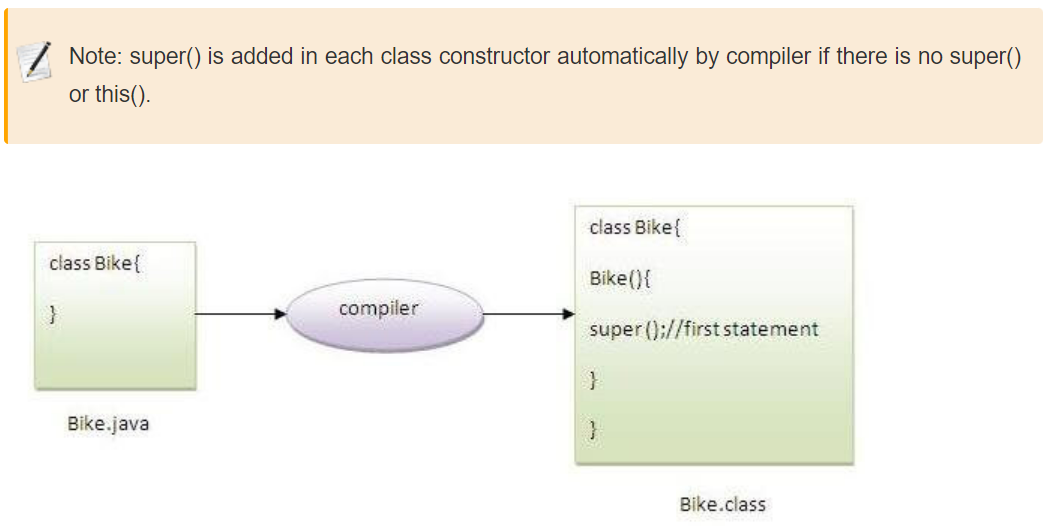 Note: super() is added in each class constructor automatically by compiler if there is no super()
or this().
class Bike{
}
Bike.java
compiler
class Bike{
Bike(){
super();//first statement
}
}
Bike.class